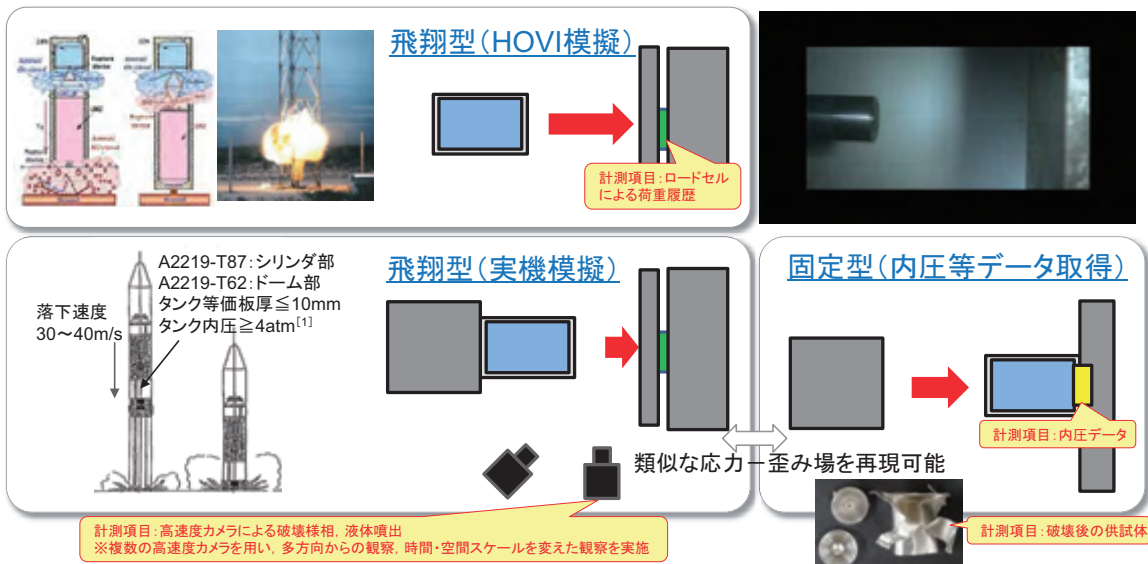 飛翔型(HOVI模擬)
計測項目:ロードセル
による荷重履歴
A2219-T87:シリンダ部
A2219-T62:ドーム部
タンク等価板厚≦10mm
タンク内圧≧4atm[1]
落下速度
30~40m/s
飛翔型(実機模擬)
固定型(内圧等データ取得)
計測項目:内圧データ
類似な応力-歪み場を再現可能
計測項目:高速度カメラによる破壊様相, 液体噴出
※複数の高速度カメラを用い, 多方向からの観察, 時間・空間スケールを変えた観察を実施
計測項目:破壊後の供試体